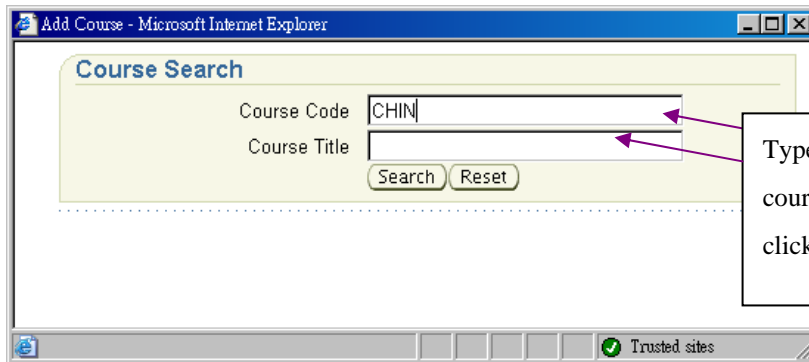 Add Course - Microsoft Internet Explorer
Course Search
Course Code CHIN
Course Title
Search Reset
Type
cour
click
Trusted sites